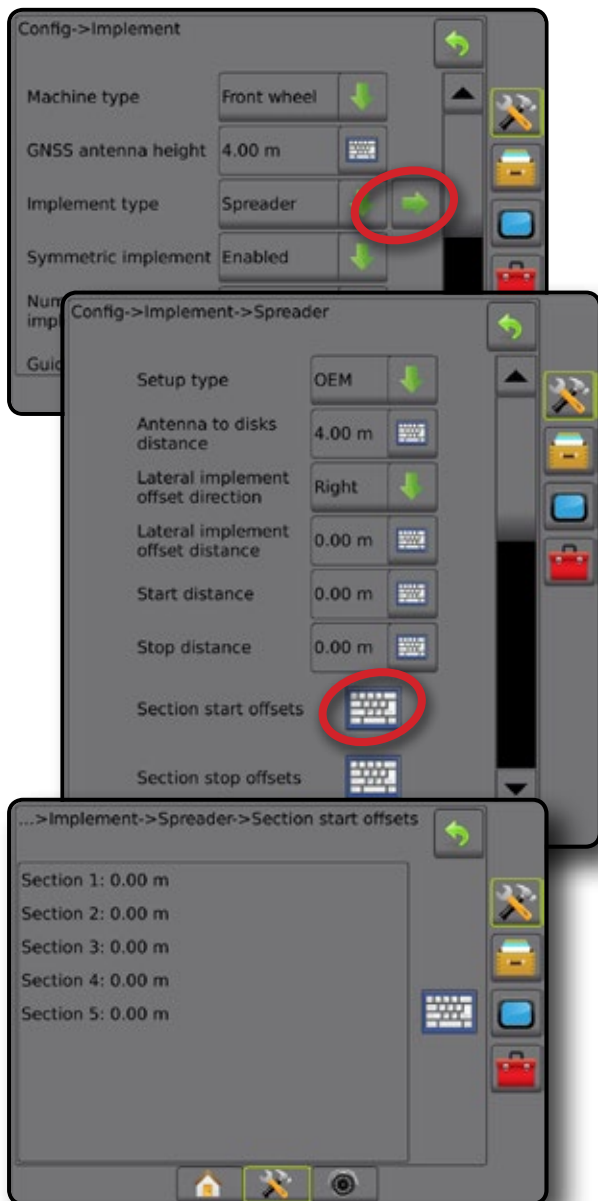 Config->Implement
Machine type Front wheel
GNSS antenna height 4.00 m
Implement type Spreader
Symmetric implement Enabled
Config->Implement->Spreader
Setup type OEM
Antenna to disks
distance 4.00 m
Lateral implement
offset direction Right
Lateral implement
offset distance 0.00 m
Start distance 0.00 m
Stop distance 0.00 m
Section start offsets
Section stop offsets
...>Implement->Spreader->Section start offsets
Section 1: 0.00 m
Section 2: 0.00 m
Section 3: 0.00 m
Section 4: 0.00 m
Section 5: 0.00 m